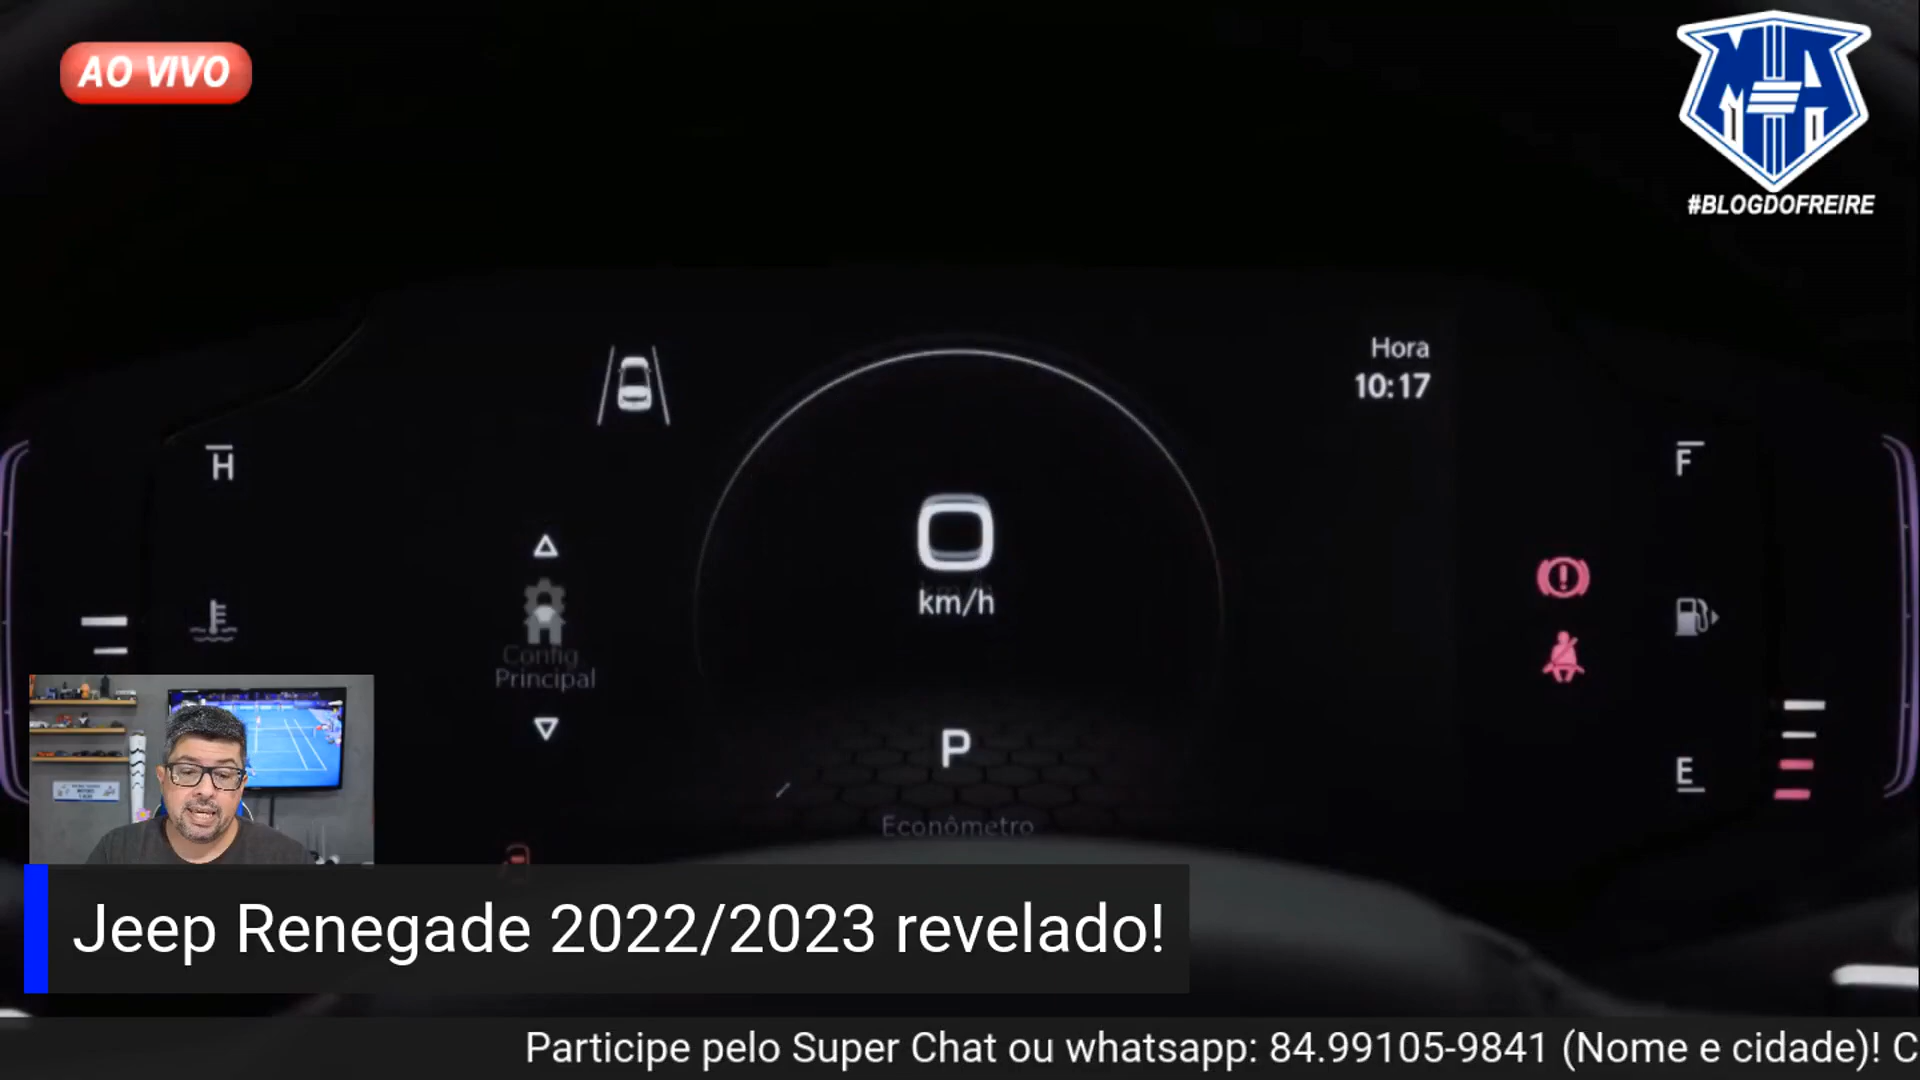 AO VIVO
MA
#BLOGDOFREIRE
Hora
10:17
H
F
0
km/h
Config
Principal
P
E
Econômetro
Jeep Renegade 2022/2023 revelado!
Participe pelo Super Chat ou whatsapp: 84.99105-9841 (Nome e cidade)! C